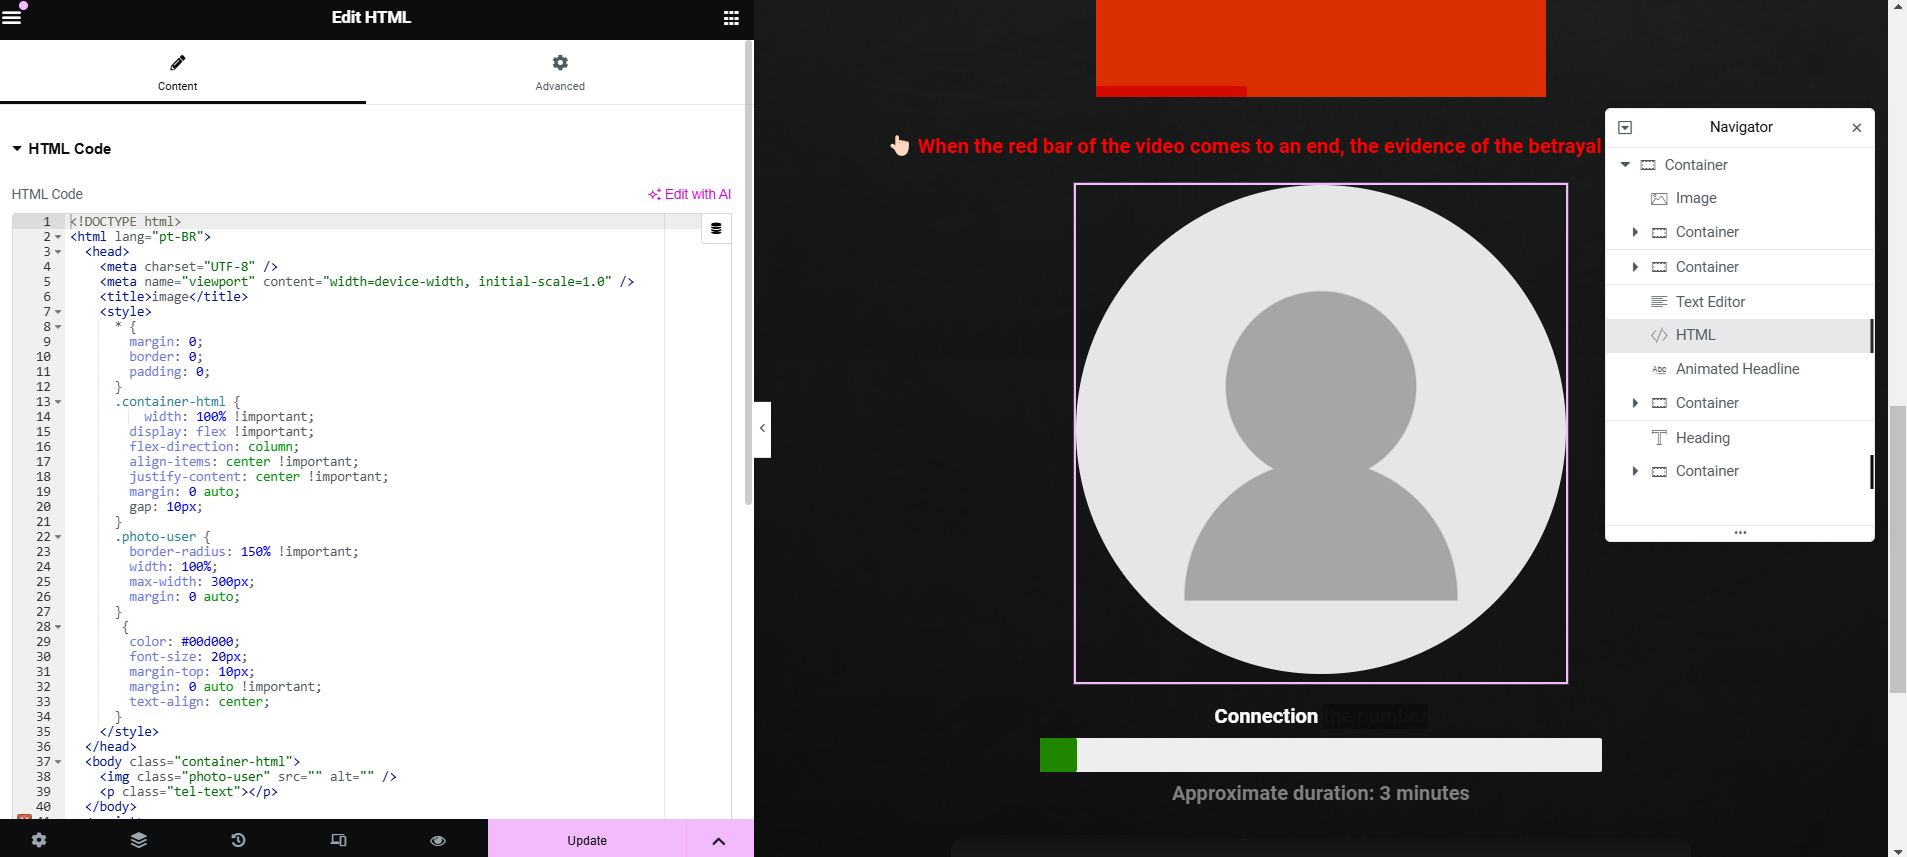 Edit HTML
Content
Advanced
HTML Code
HTML Code
Edit with AI
1 <!DOCTYPE html>
2 <html lang="pt-BR">
3 <head>
4 <meta charset="UTF-8" />
5 <meta name="viewport" content="width=device-width, initial-scale=1.0" />
6 <title>image</title>
7 <style>
8 * {
9 margin: 0;
10 border: 0;
11 padding: 0;
12 }
13 .container-html {
14 width: 100% !important;
15 display: flex !important;
16 flex-direction: column;
17 align-items: center !important;
18 justify-content: center !important;
19 margin: 0 auto;
20 gap: 10px;
21 }
22 .photo-user {
23 border-radius: 150% !important;
24 width: 100%;
25 max-width: 300px;
26 margin: 0 auto;
27 }
28 {
29 color: #00d000;
30 font-size: 20px;
31 margin-top: 10px;
32 margin: 0 auto !important;
33 text-align: center;
34 }
35 </style>
36 </head>
37 <body class="container-html">
38 <img class="photo-user" src="" alt="" />
39 <p class="tel-text"></p>
40 </body>
Update
👆🏻 When the red bar of the video comes to an end, the evidence of the betrayal
Connection the number
Approximate duration: 3 minutes
Navigator
Container
Image
Container
Container
Text Editor
HTML
Abc Animated Headline
Container
Heading
Container